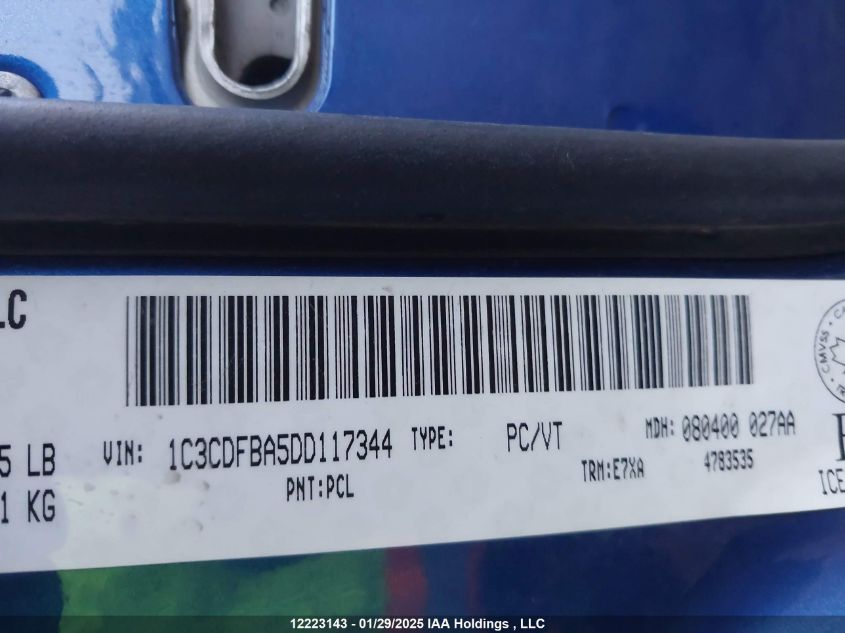 LC
CMVSS
5 LB
VIN: 1C3CDFBA5DD117344 TYPE: PC/VT MDH: 080400 027AA
1 KG
PNT:PCL
TRM:E7XA 4783535
ICE
12223143 - 01/29/2025 IAA Holdings , LLC